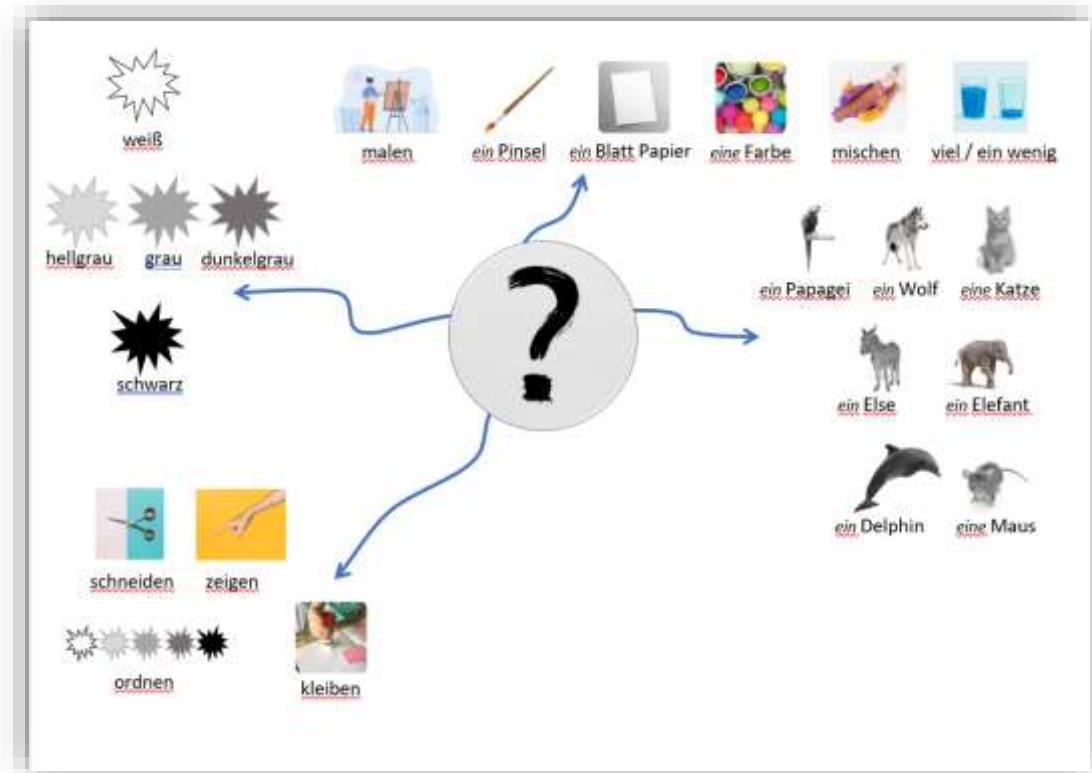 weiß
malen ein Pinsel ein Blatt Papier eine Farbe mischen viel / ein wenig
hellgrau grau dunkelgrau
schwarz
?
ein Papagei ein Wolf eine Katze
ein Else ein Elefant
ein Delphin eine Maus
schneiden zeigen
ordnen
kleiben